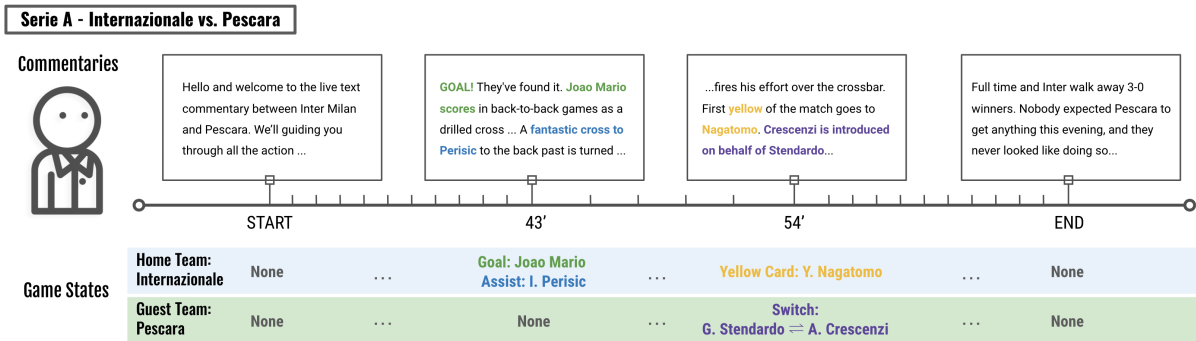 Serie A - Internazionale vs. Pescara
Commentaries
Hello and welcome to the live text
commentary between Inter Milan
and Pescara. We'll guiding you
through all the action ...
GOAL! They've found it. Joao Mario
scores in back-to-back games as a
drilled cross ... A fantastic cross to
Perisic to the back past is turned ...
...fires his effort over the crossbar.
First yellow of the match goes to
Nagatomo. Crescenzi is introduced
on behalf of Stendardo...
Full time and Inter walk away 3-0
winners. Nobody expected Pescara to
get anything this evening, and they
never looked like doing so...
START
43'
54'
END
Game States
Home Team:
Internazionale
None
...
Goal: Joao Mario
Assist: I. Perisic
...
Yellow Card: Y. Nagatomo
...
None
Guest Team:
Pescara
None
...
None
...
Switch:
G. Stendardo ⇌ A. Crescenzi
...
None